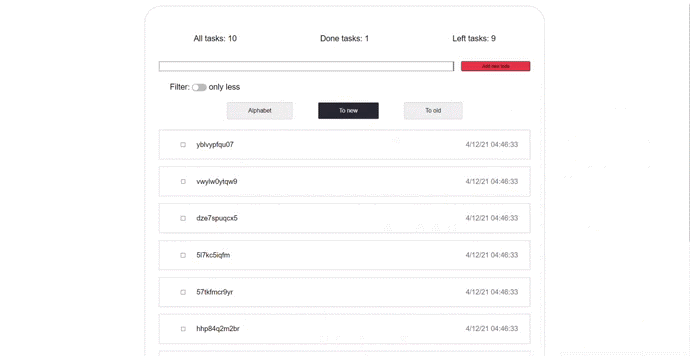 All tasks: 10 Done tasks: 1 Left tasks: 9
Add new tasks
Filter: only less
Alphabet To new To old
yblvypfqu07 4/12/21 04:46:33
vwylw0ytqw9 4/12/21 04:46:33
dze7spuqcx5 4/12/21 04:46:33
5l7kc5iqfm 4/12/21 04:46:33
57tkfmcr9yr 4/12/21 04:46:33
hhp84q2m2br 4/12/21 04:46:33